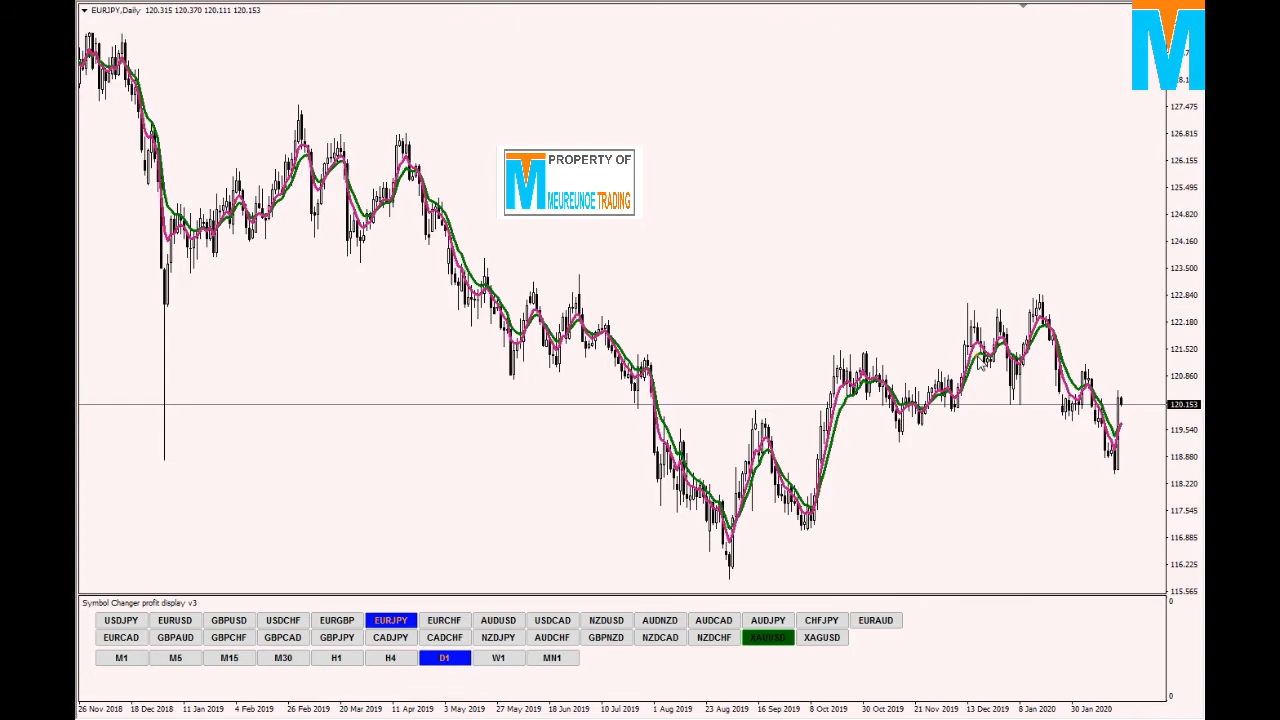 EURJPY,Daily 120.315 120.370 120.111 120.153
127.475
126.815
126.155
125.495
124.820
124.160
123.500
122.840
122.180
121.520
120.860
120.153
119.540
118.880
118.220
117.545
116.885
116.225
115.565
PROPERTY OF
MEUREUNOE TRADING
Symbol Changer profit display v3
0
USDJPY EURUSD GBPUSD USDCHF EURGBP EURJPY EURCHF AUDUSD USDCAD NZDUSD AUDNZD AUDCAD AUDJPY CHFJPY EURAUD
EURCAD GBPAUD GBPCHF GBPCAD GBPJPY CADJPY CADCHF NZDJPY AUDCHF GBPNZD NZDCAD NZDCHF XAUUSD XAGUSD
M1 M5 M15 M30 H1 H4 D1 W1 MN1
0
26 Nov 2018 18 Dec 2018 11 Jan 2019 4 Feb 2019 26 Feb 2019 20 Mar 2019 11 Apr 2019 3 May 2019 27 May 2019 18 Jun 2019 10 Jul 2019 1 Aug 2019 23 Aug 2019 16 Sep 2019 8 Oct 2019 30 Oct 2019 21 Nov 2019 13 Dec 2019 8 Jan 2020 30 Jan 2020